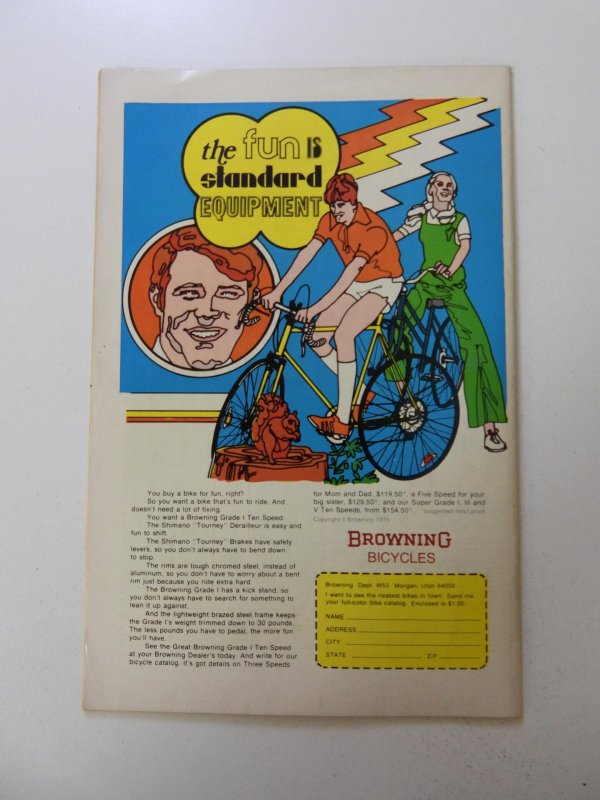 the fun IS
standard
EQUIPMENT
You buy a bike for fun, right?
So you want a bike that's fun to ride. And
doesn't need a lot of fixing.
You want a Browning Grade I Ten Speed
The Shimano "Tourney" Derailleur is easy and
fun to shift.
The Shimano "Tourney" Brakes have safety
levers, so you don't always have to bend down
to stop.
The rims are tough chromed steel, instead of
aluminum, so you don't have to worry about a bent
rim just because you ride extra hard.
The Browning Grade I has a kick stand, so
you don't always have to search for something to
lean it up against.
And the lightweight brazed steel frame keeps
the Grade I's weight trimmed down to 30 pounds.
The less pounds you have to pedal, the more fun
you'll have.
See the Great Browning Grade I Ten Speed
at your Browning Dealer's today. And write for our
bicycle catalog. It's got details on Three Speeds
for Mom and Dad, $119.50*, a Five Speed for your
big sister, $129.50*, and our Super Grade I, III and
V Ten Speeds, from $154.50*. *suggested retail price
Copyright © Browning 1975
BROWNING
BICYCLES
Browning Dept. W53 Morgan, Utah 84050
I want to see the neatest bikes in town. Send me
your full-color bike catalog. Enclosed is $1.00.
NAME
ADDRESS
CITY
STATE ZIP